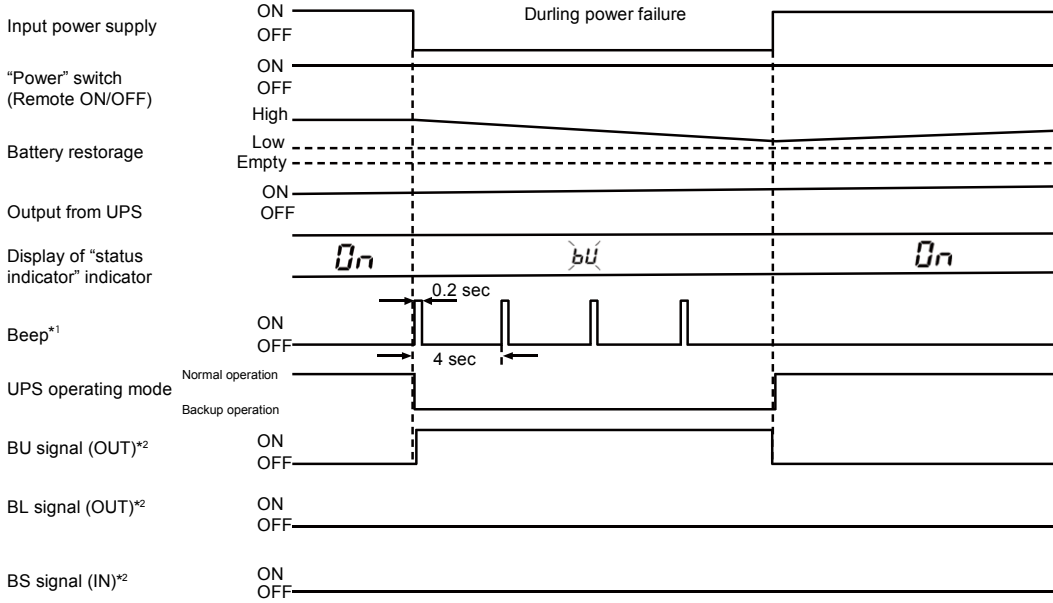 ON
Durling power failure
Input power supply
OFF
ON
“Power” switch
(Remote ON/OFF)
OFF
High
Low
Battery restorage
Empty
ON
Output from UPS
OFF
Display of “status
indicator” indicator
On
bU
On
0.2 sec
ON
Beep*1
OFF
4 sec
Normal operation
UPS operating mode
Backup operation
BU signal (OUT)*2
ON
OFF
BL signal (OUT)*2
ON
OFF
BS signal (IN)*2
ON
OFF